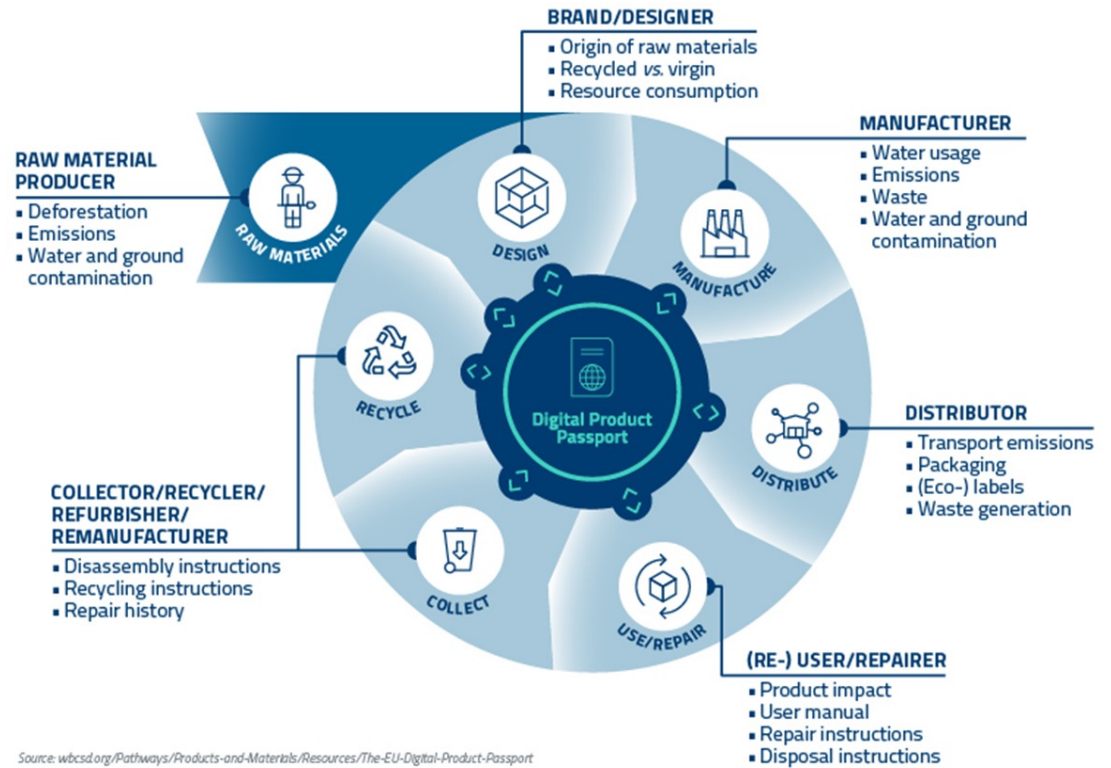 BRAND/DESIGNER
▪ Origin of raw materials
▪ Recycled vs. virgin
▪ Resource consumption
MANUFACTURER
▪ Water usage
▪ Emissions
▪ Waste
▪ Water and ground
contamination
RAW MATERIAL
PRODUCER
▪ Deforestation
▪ Emissions
▪ Water and ground
contamination
RAW MATERIALS
DESIGN
MANUFACTURE
RECYCLE
Digital Product
Passport
DISTRIBUTE
DISTRIBUTOR
▪ Transport emissions
▪ Packaging
▪ (Eco-) labels
▪ Waste generation
COLLECTOR/RECYCLER/
REFURBISHER/
REMANUFACTURER
▪ Disassembly instructions
▪ Recycling instructions
▪ Repair history
COLLECT
USE/REPAIR
(RE-) USER/REPAIRER
▪ Product impact
▪ User manual
▪ Repair instructions
▪ Disposal instructions
Source: wbcsd.org/Pathways/Products-and-Materials/Resources/The-EU-Digital-Product-Passport